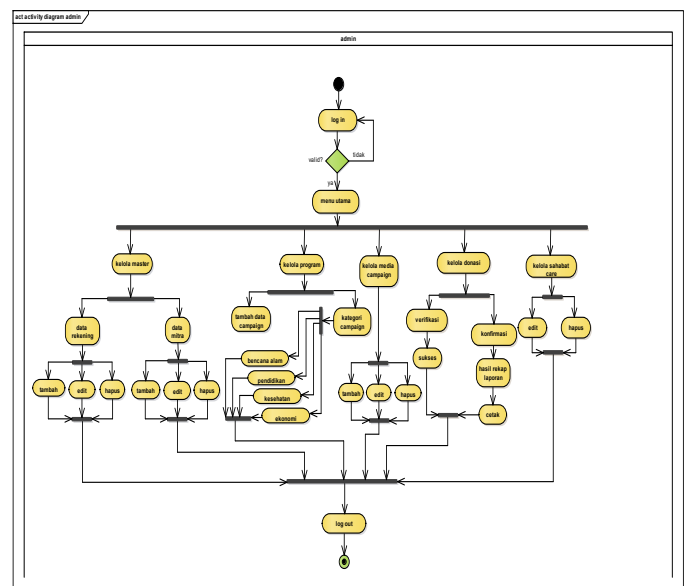 act activity diagram admin
admin
log in
valid?
tidak
ya
menu utama
kelola master
kelola program
kelola media
campaign
kelola donasi
kelola sahabat
care
data
rekening
data
mitra
tambah data
campaign
kategori
campaign
verifikasi
konfirmasi
edit
hapus
bencana alam
pendidikan
kesehatan
ekonomi
sukses
hasil rekap
laporan
cetak
tambah
edit
hapus
tambah
edit
hapus
tambah
edit
hapus
log out